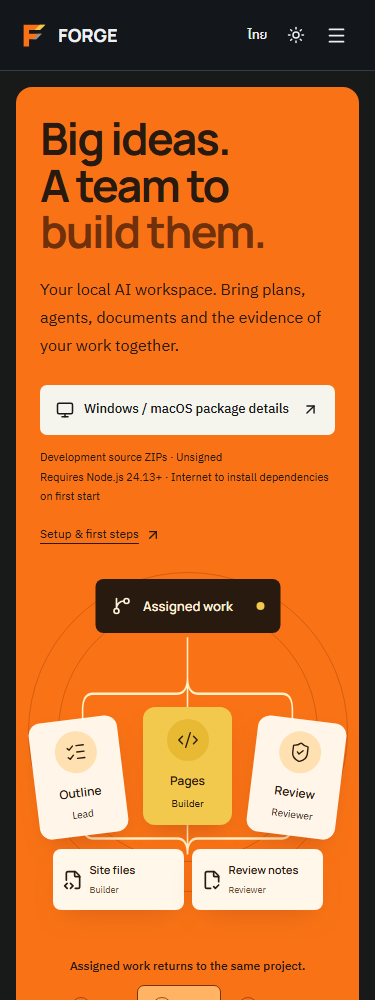 FORGE
ไทย
Big ideas.
A team to
build them.
Your local AI workspace. Bring plans,
agents, documents and the evidence of
your work together.
Windows / macOS package details
Development source ZIPs · Unsigned
Requires Node.js 24.13+ · Internet to install dependencies
on first start
Setup & first steps
Assigned work
Outline
Lead
Pages
Builder
Review
Reviewer
Site files
Builder
Review notes
Reviewer
Assigned work returns to the same project.